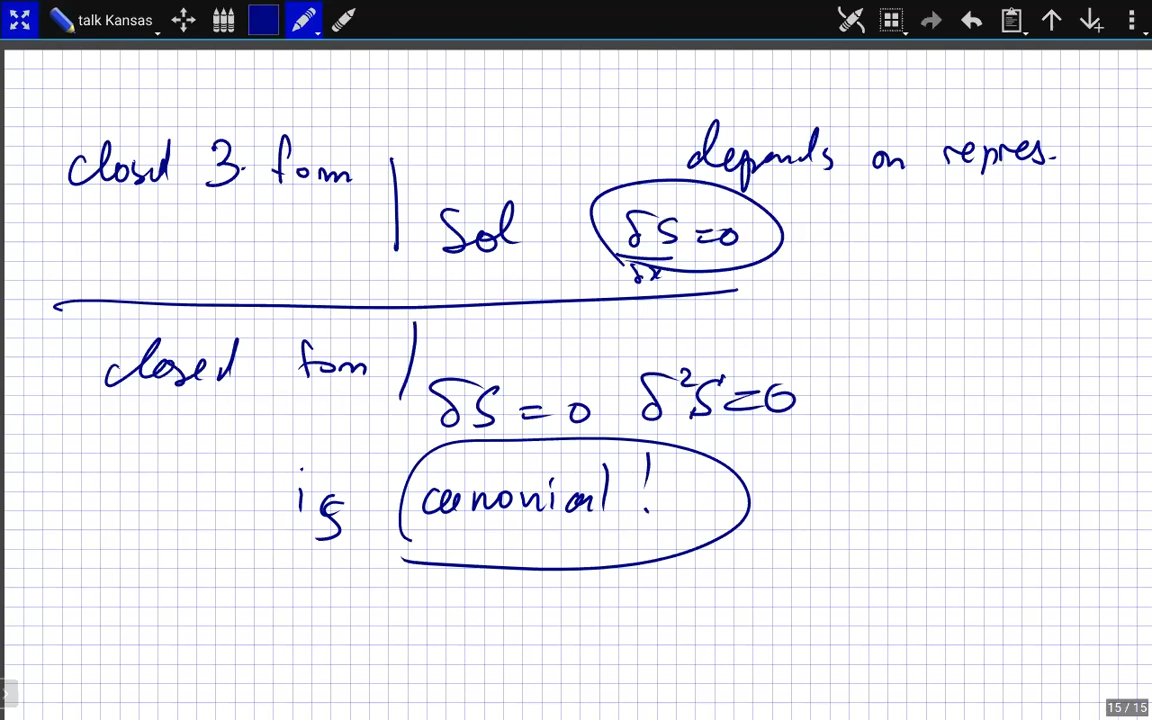 talk Kansas
depends on repres.
closed 3-form | Sol δS/δx = 0
closed form | δS = 0 δ²S = 0
is canonical !
15 / 15